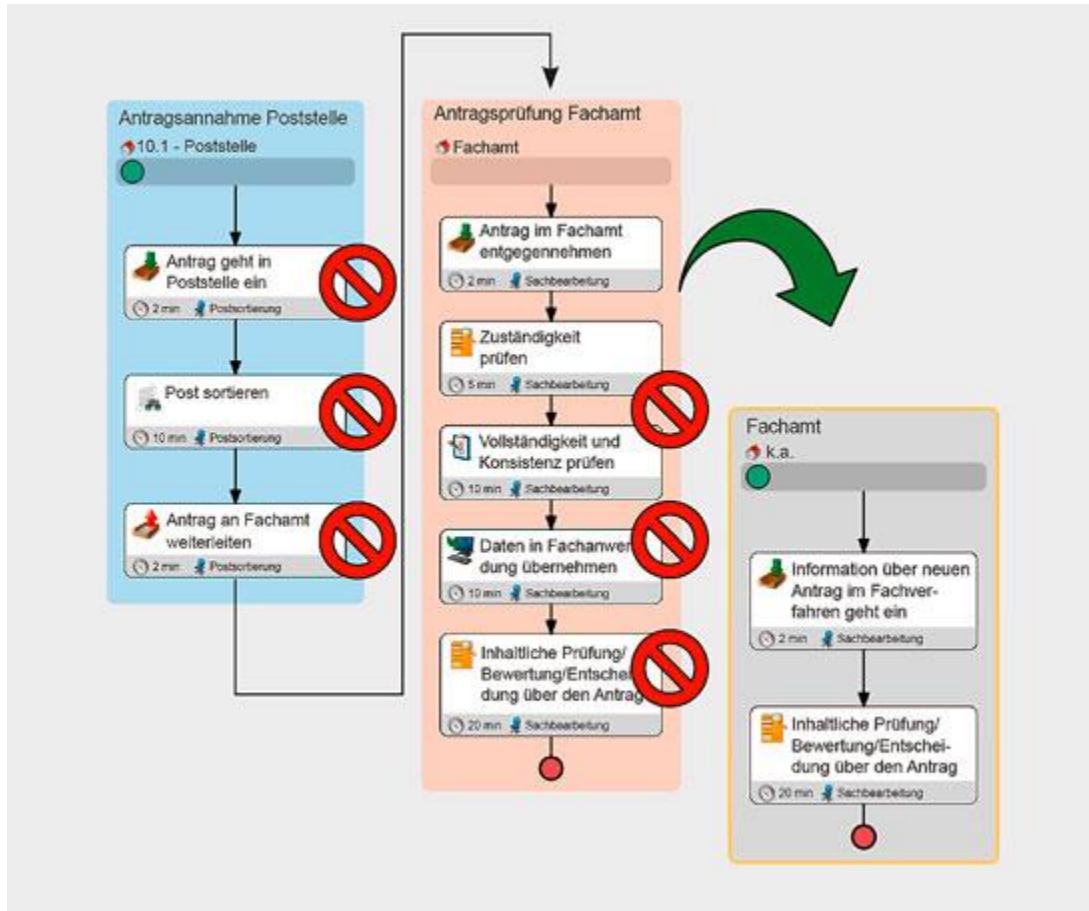 Antragsannahme Poststelle
10.1 - Poststelle
Antrag geht in
Poststelle ein
2 min Postsortierung
Post sortieren
10 min Postsortierung
Antrag an Fachamt
weiterleiten
2 min Postsortierung
Antragsprüfung Fachamt
Fachamt
Antrag im Fachamt
entgegennehmen
2 min Sachbearbeitung
Zuständigkeit
prüfen
5 min Sachbearbeitung
Vollständigkeit und
Konsistenz prüfen
10 min Sachbearbeitung
Daten in Fachanwen
dung übernehmen
10 min Sachbearbeitung
Inhaltliche Prüfung/
Bewertung/Entschei
dung über den Antrag
20 min Sachbearbeitung
Fachamt
k.a.
Information über neuen
Antrag im Fachver-
fahren geht ein
2 min Sachbearbeitung
Inhaltliche Prüfung/
Bewertung/Entschei-
dung über den Antrag
20 min Sachbearbeitung